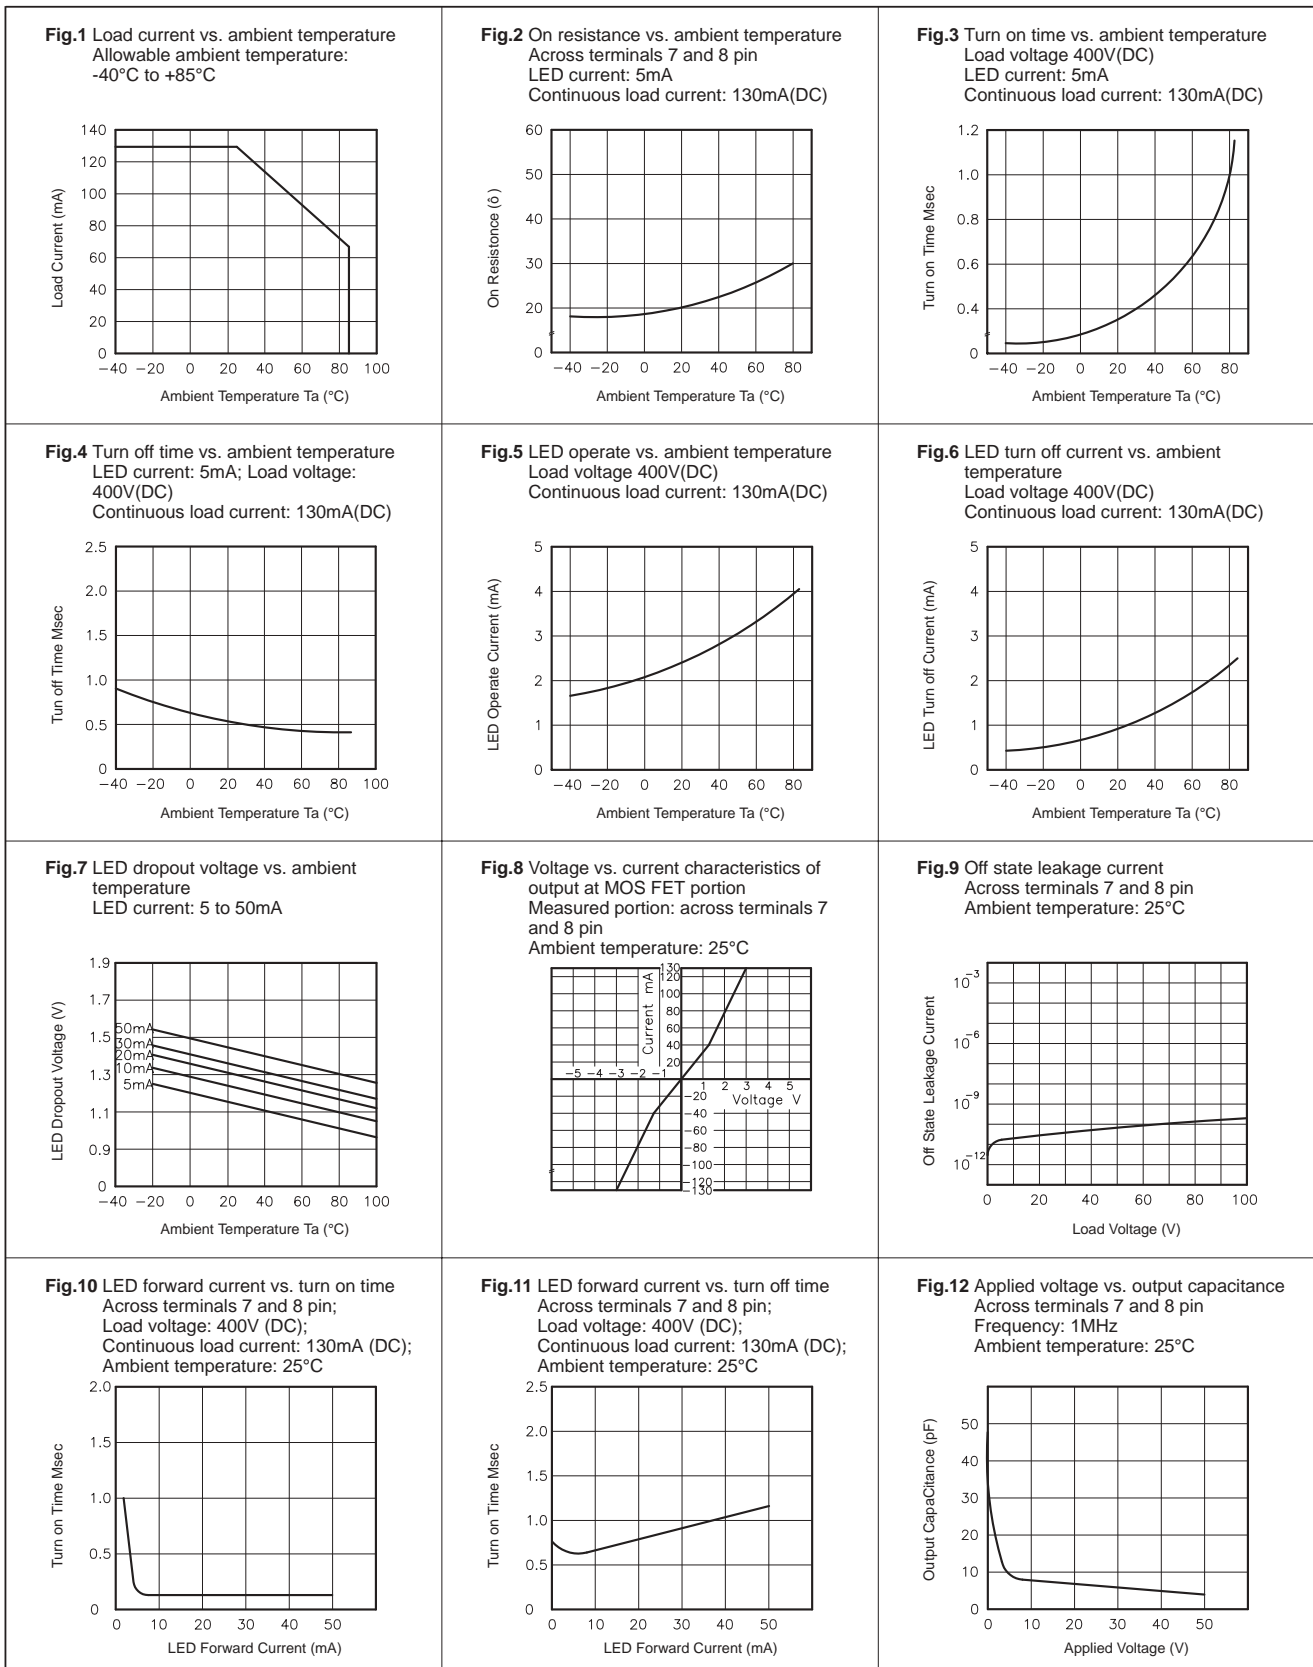 Fig.1 Load current vs. ambient temperature
Allowable ambient temperature:
-40°C to +85°C
140
120
100
80
60
40
20
0
Load Current (mA)
−40 −20 0 20 40 60 80 100
Ambient Temperature Ta (°C)
Fig.2 On resistance vs. ambient temperature
Across terminals 7 and 8 pin
LED current: 5mA
Continuous load current: 130mA(DC)
60
50
40
30
20
0
On Resistonce (ô)
−40 −20 0 20 40 60 80
Ambient Temperature Ta (°C)
Fig.3 Turn on time vs. ambient temperature
Load voltage 400V(DC)
LED current: 5mA
Continuous load current: 130mA(DC)
1.2
1.0
0.8
0.6
0.4
0
Turn on Time Msec
−40 −20 0 20 40 60 80
Ambient Temperature Ta (°C)
Fig.4 Turn off time vs. ambient temperature
LED current: 5mA; Load voltage:
400V(DC)
Continuous load current: 130mA(DC)
2.5
2.0
1.5
1.0
0.5
0
Tun off Time Msec
−40 −20 0 20 40 60 80 100
Ambient Temperature Ta (°C)
Fig.5 LED operate vs. ambient temperature
Load voltage 400V(DC)
Continuous load current: 130mA(DC)
5
4
3
2
1
0
LED Operate Current (mA)
−40 −20 0 20 40 60 80
Ambient Temperature Ta (°C)
Fig.6 LED turn off current vs. ambient
temperature
Load voltage 400V(DC)
Continuous load current: 130mA(DC)
5
4
3
2
1
0
LED Turn off Current (mA)
−40 −20 0 20 40 60 80
Ambient Temperature Ta (°C)
Fig.7 LED dropout voltage vs. ambient
temperature
LED current: 5 to 50mA
1.9
1.7
1.5
1.3
1.1
0.9
0
LED Dropout Voltage (V)
50mA
30mA
20mA
10mA
5mA
−40 −20 0 20 40 60 80 100
Ambient Temperature Ta (°C)
Fig.8 Voltage vs. current characteristics of
output at MOS FET portion
Measured portion: across terminals 7
and 8 pin
Ambient temperature: 25°C
Current mA
130
120
100
80
60
40
20
−5 −4 −3 −2 −1
1 2 3 4 5
Voltage V
−20
−40
−60
−80
−100
−120
−130
Fig.9 Off state leakage current
Across terminals 7 and 8 pin
Ambient temperature: 25°C
10−3
10−6
10−9
10−12
Off State Leakage Current
0 20 40 60 80 100
Load Voltage (V)
Fig.10 LED forward current vs. turn on time
Across terminals 7 and 8 pin;
Load voltage: 400V (DC);
Continuous load current: 130mA (DC);
Ambient temperature: 25°C
2.0
1.5
1.0
0.5
0
Turn on Time Msec
0 10 20 30 40 50
LED Forward Current (mA)
Fig.11 LED forward current vs. turn off time
Across terminals 7 and 8 pin;
Load voltage: 400V (DC);
Continuous load current: 130mA (DC);
Ambient temperature: 25°C
2.5
2.0
1.5
1.0
0.5
0
Turn on Time Msec
0 10 20 30 40 50
LED Forward Current (mA)
Fig.12 Applied voltage vs. output capacitance
Across terminals 7 and 8 pin
Frequency: 1MHz
Ambient temperature: 25°C
50
40
30
20
10
0
Output CapaCitance (pF)
0 10 20 30 40 50
Applied Voltage (V)